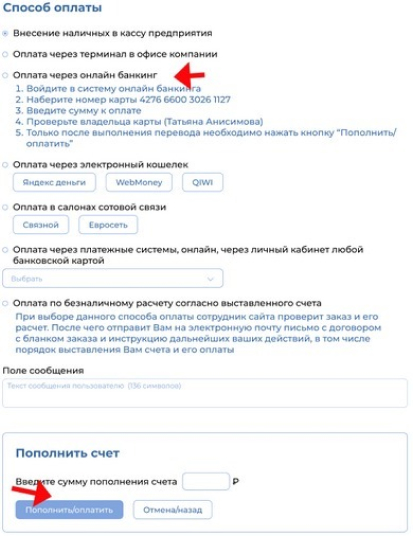 Способ оплаты
Внесение наличных в кассу предприятия
Оплата через терминал в офисе компании
Оплата через онлайн банкинг
1. Войдите в систему онлайн банкинга
2. Наберите номер карты 4276 6600 3026 1127
3. Введите сумму к оплате
4. Проверьте владельца карты (Татьяна Анисимова)
5. Только после выполнения перевода необходимо нажать кнопку "Пополнить/
оплатить"
Оплата через электронный кошелек
Яндекс деньги WebMoney QIWI
Оплата в салонах сотовой связи
Связной Евросеть
Оплата через платежные системы, онлайн, через личный кабинет любой
банковской картой
Выбрать
Оплата по безналичному расчету согласно выставленного счета
При выборе данного способа оплаты сотрудник сайта проверит заказ и его
расчет. После чего отправит Вам на электронную почту письмо с договором
с бланком заказа и инструкцию дальнейших ваших действий, в том числе
порядок выставления Вам счета и его оплаты
Поле сообщения
Текст сообщения пользователю (136 символов)
Пополнить счет
Введите сумму пополнения счета ₽
Пополнить/оплатить Отмена/назад